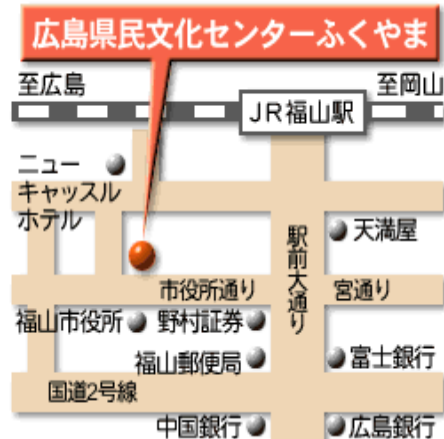 広島県民文化センターふくやま
至広島
至岡山
JR福山駅
ニュー
キャッスル
ホテル
駅前大通り
天満屋
市役所通り
宮通り
福山市役所
野村証券
福山郵便局
富士銀行
国道2号線
中国銀行
広島銀行